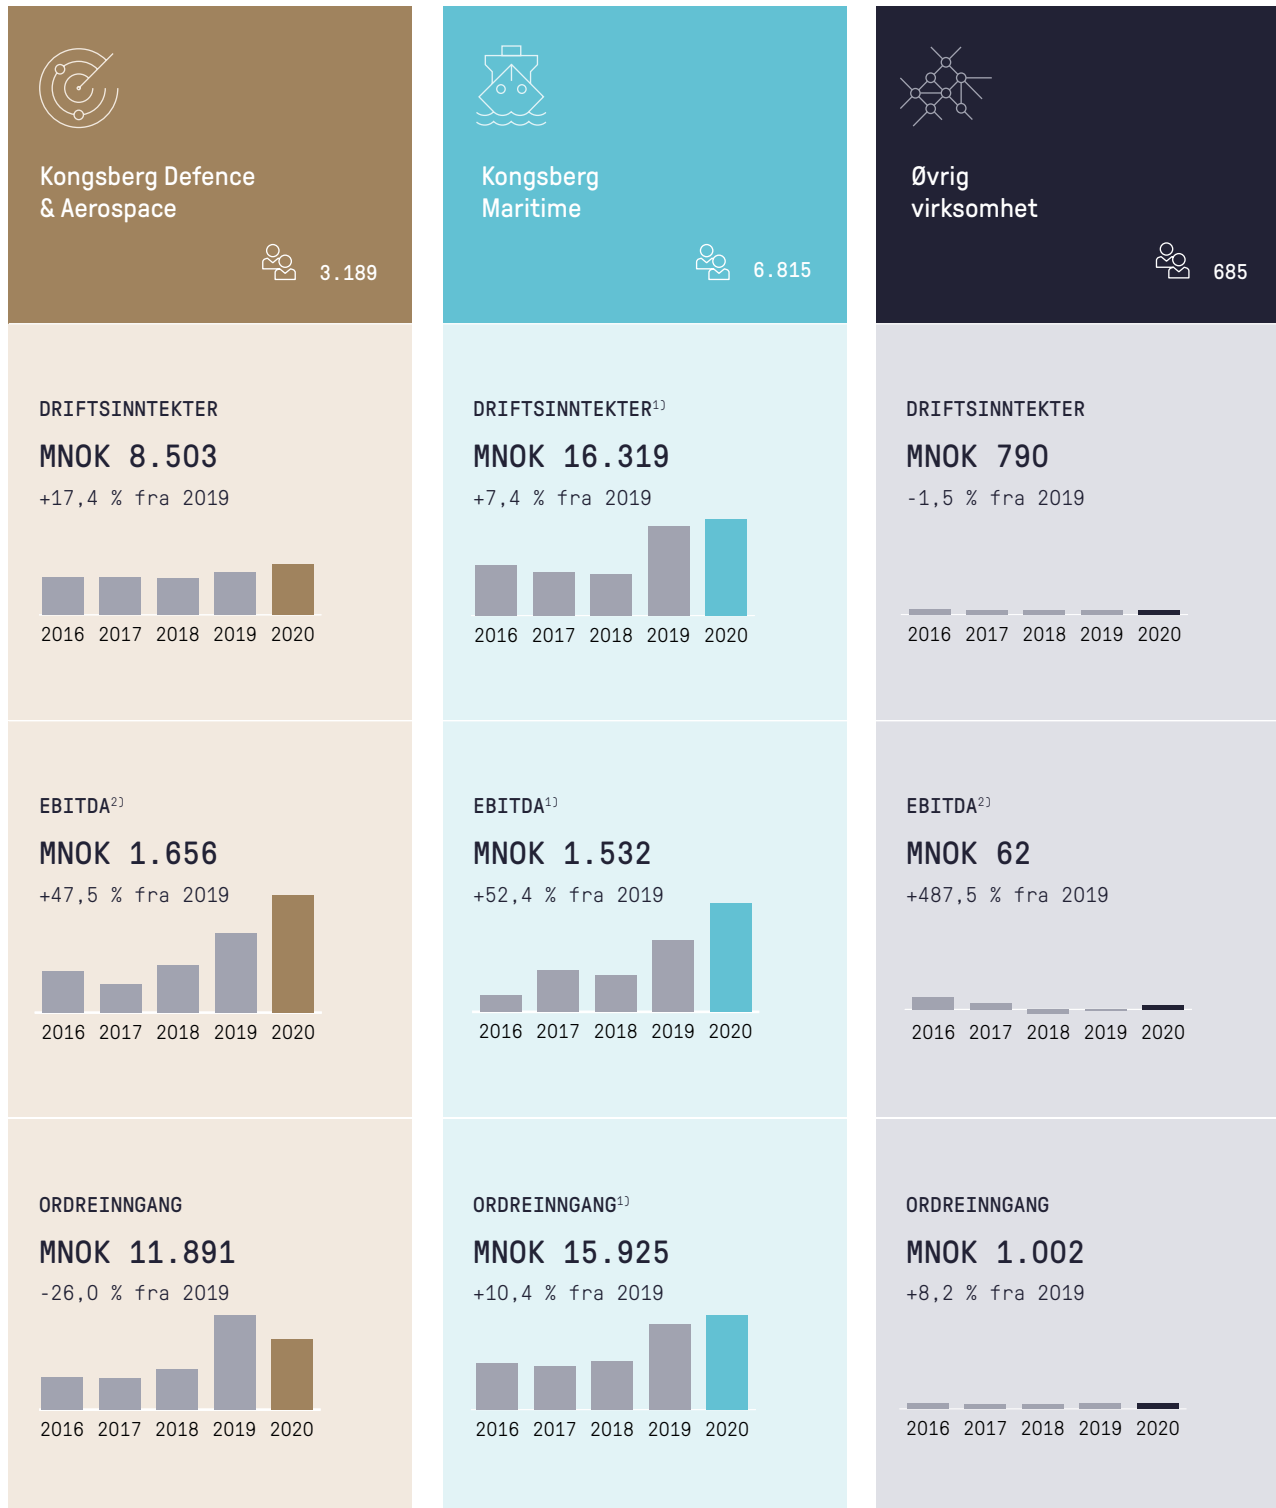 Kongsberg Defence
& Aerospace
3.189
DRIFTSINNTEKTER
MNOK 8.503
+17,4 % fra 2019
2016 2017 2018 2019 2020
EBITDA2)
MNOK 1.656
+47,5 % fra 2019
2016 2017 2018 2019 2020
ORDREINNGANG
MNOK 11.891
-26,0 % fra 2019
2016 2017 2018 2019 2020
Kongsberg
Maritime
6.815
DRIFTSINNTEKTER1)
MNOK 16.319
+7,4 % fra 2019
2016 2017 2018 2019 2020
EBITDA1)
MNOK 1.532
+52,4 % fra 2019
2016 2017 2018 2019 2020
ORDREINNGANG1)
MNOK 15.925
+10,4 % fra 2019
2016 2017 2018 2019 2020
Øvrig
virksomhet
685
DRIFTSINNTEKTER
MNOK 790
-1,5 % fra 2019
2016 2017 2018 2019 2020
EBITDA2)
MNOK 62
+487,5 % fra 2019
2016 2017 2018 2019 2020
ORDREINNGANG
MNOK 1.002
+8,2 % fra 2019
2016 2017 2018 2019 2020